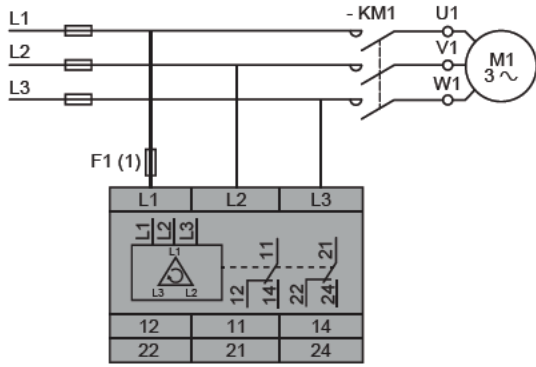 L1 - KM1 U1
L2 V1
L3 W1
M1
3 ~
F1 (1)
L1 L2 L3
L1 L2 L3
L1
L3 L2
11 21
12 14 22 24
12 11 14
22 21 24